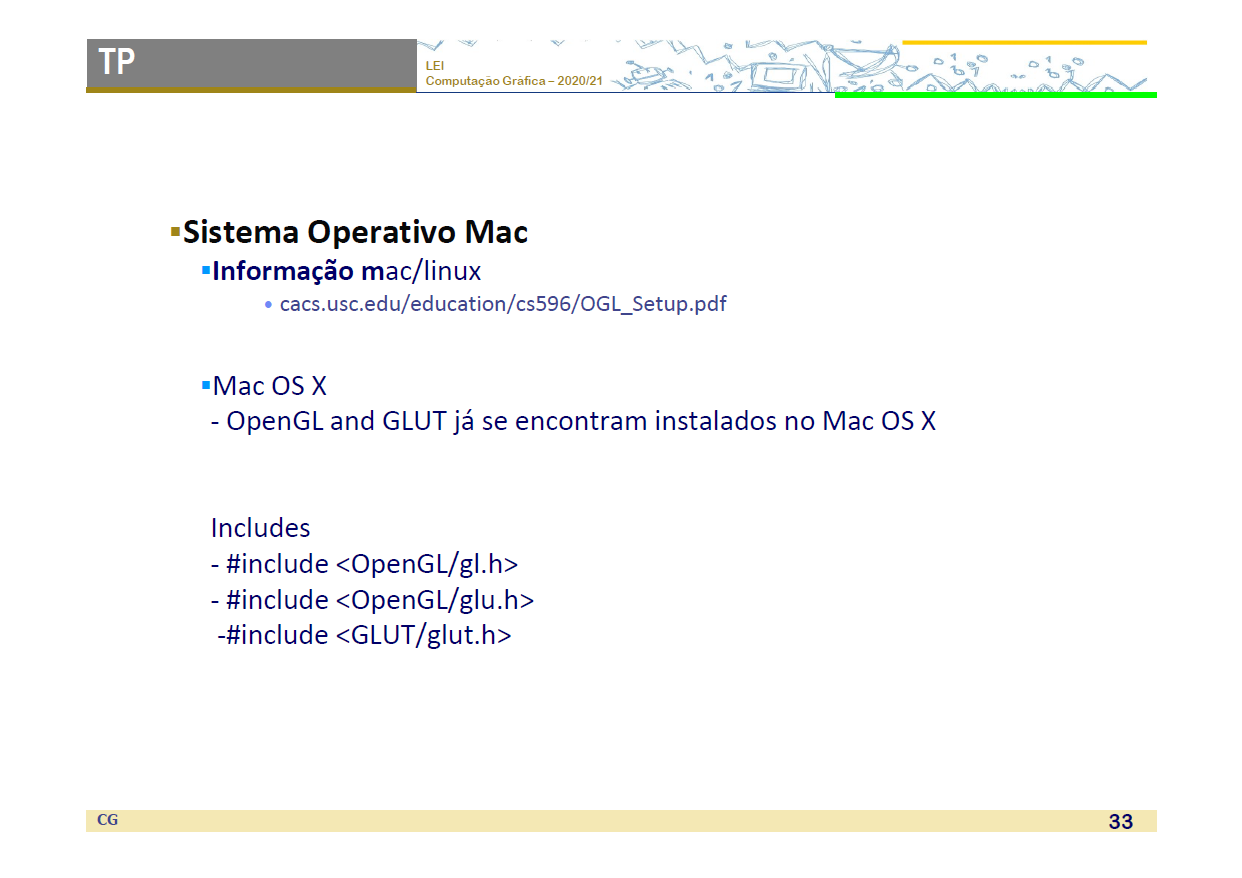 TP
LEI
Computação Gráfica – 2020/21
▪Sistema Operativo Mac
▪Informação mac/linux
• cacs.usc.edu/education/cs596/OGL_Setup.pdf
▪Mac OS X
- OpenGL and GLUT já se encontram instalados no Mac OS X
Includes
- #include <OpenGL/gl.h>
- #include <OpenGL/glu.h>
-#include <GLUT/glut.h>
CG
33